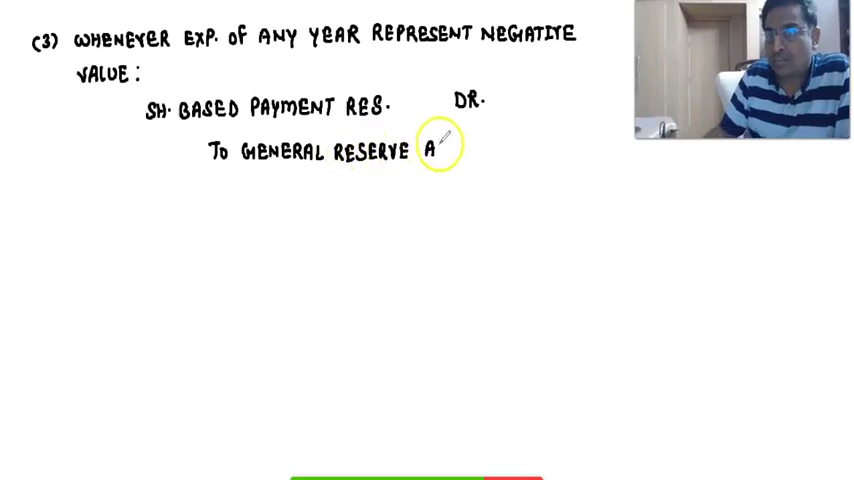 (3) WHENEVER EXP. OF ANY YEAR REPRESENT NEGATIVE
VALUE :
SH. BASED PAYMENT RES. DR.
TO GENERAL RESERVE A